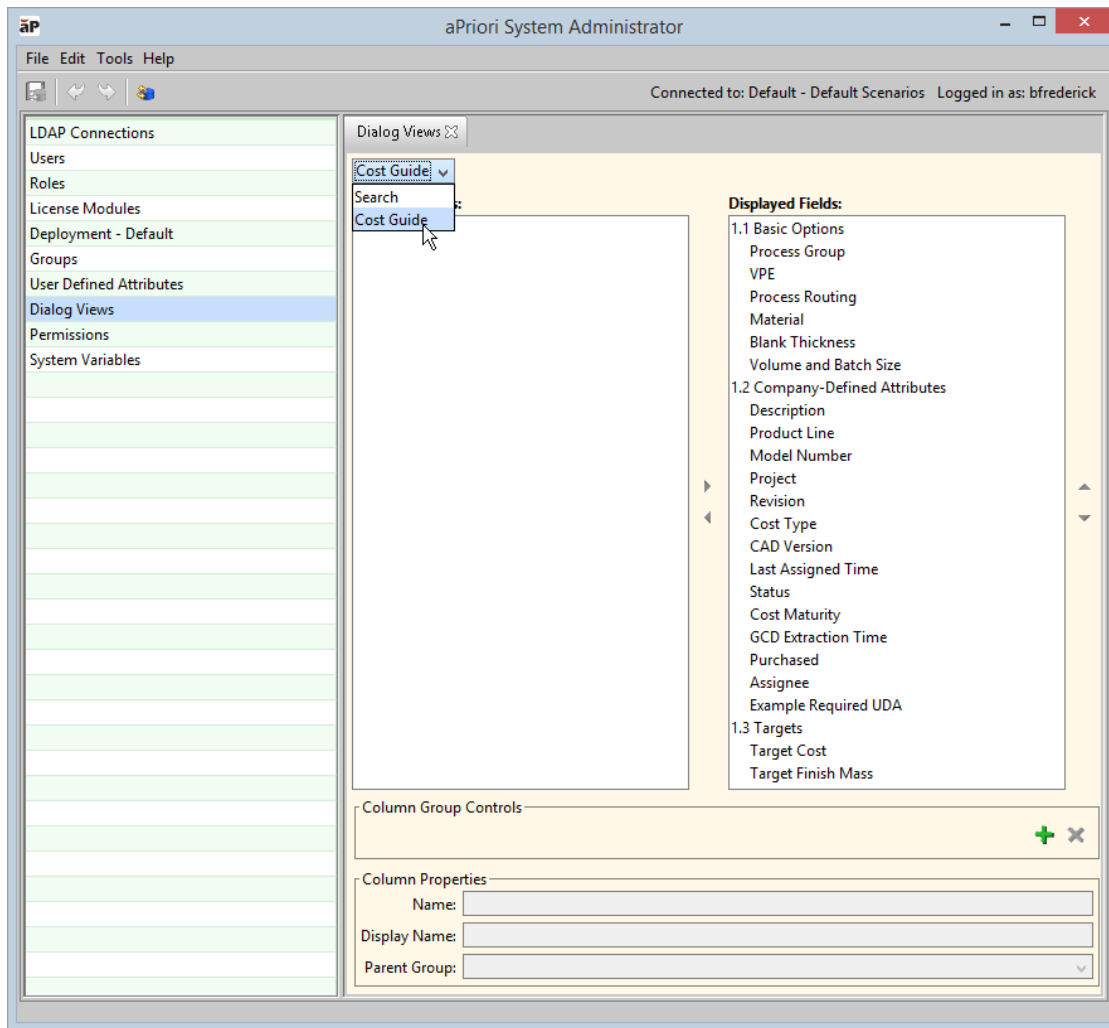 aP
aPriori System Administrator
File Edit Tools Help
Connected to: Default - Default Scenarios Logged in as: bfrederick
LDAP Connections
Users
Roles
License Modules
Deployment - Default
Groups
User Defined Attributes
Dialog Views
Permissions
System Variables
Dialog Views
Cost Guide
Search
Cost Guide
s:
Displayed Fields:
1.1 Basic Options
Process Group
VPE
Process Routing
Material
Blank Thickness
Volume and Batch Size
1.2 Company-Defined Attributes
Description
Product Line
Model Number
Project
Revision
Cost Type
CAD Version
Last Assigned Time
Status
Cost Maturity
GCD Extraction Time
Purchased
Assignee
Example Required UDA
1.3 Targets
Target Cost
Target Finish Mass
Column Group Controls
Column Properties
Name:
Display Name:
Parent Group: